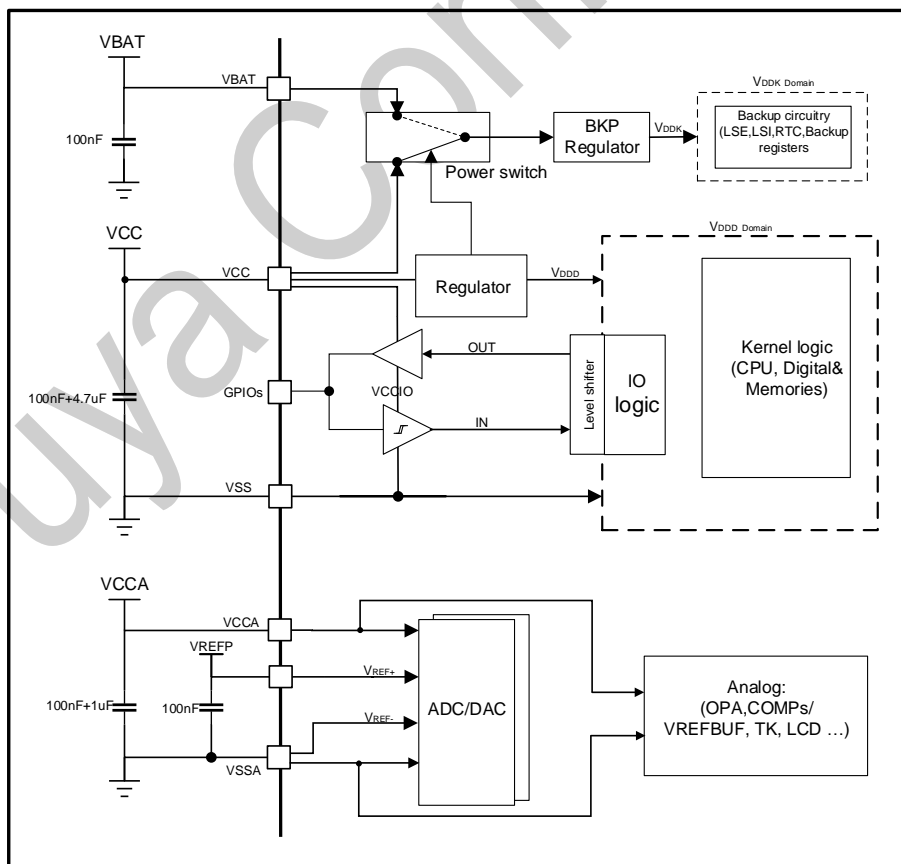 VBAT
VBAT
100nF
Power switch
BKP
Regulator
VDDK
VDDK Domain
Backup circuitry
(LSE,LSI,RTC,Backup
registers
VCC
VCC
Regulator
VDDD
VDDD Domain
OUT
GPIOs
VCCIO
100nF+4.7uF
IN
Level shifter
IO
logic
Kernel logic
(CPU, Digital&
Memories)
VSS
VCCA
VCCA
VREFP
VREF+
100nF+1uF
100nF
VREF-
ADC/DAC
VSSA
Analog:
(OPA,COMPs/
VREFBUF, TK, LCD ...)
uya Com